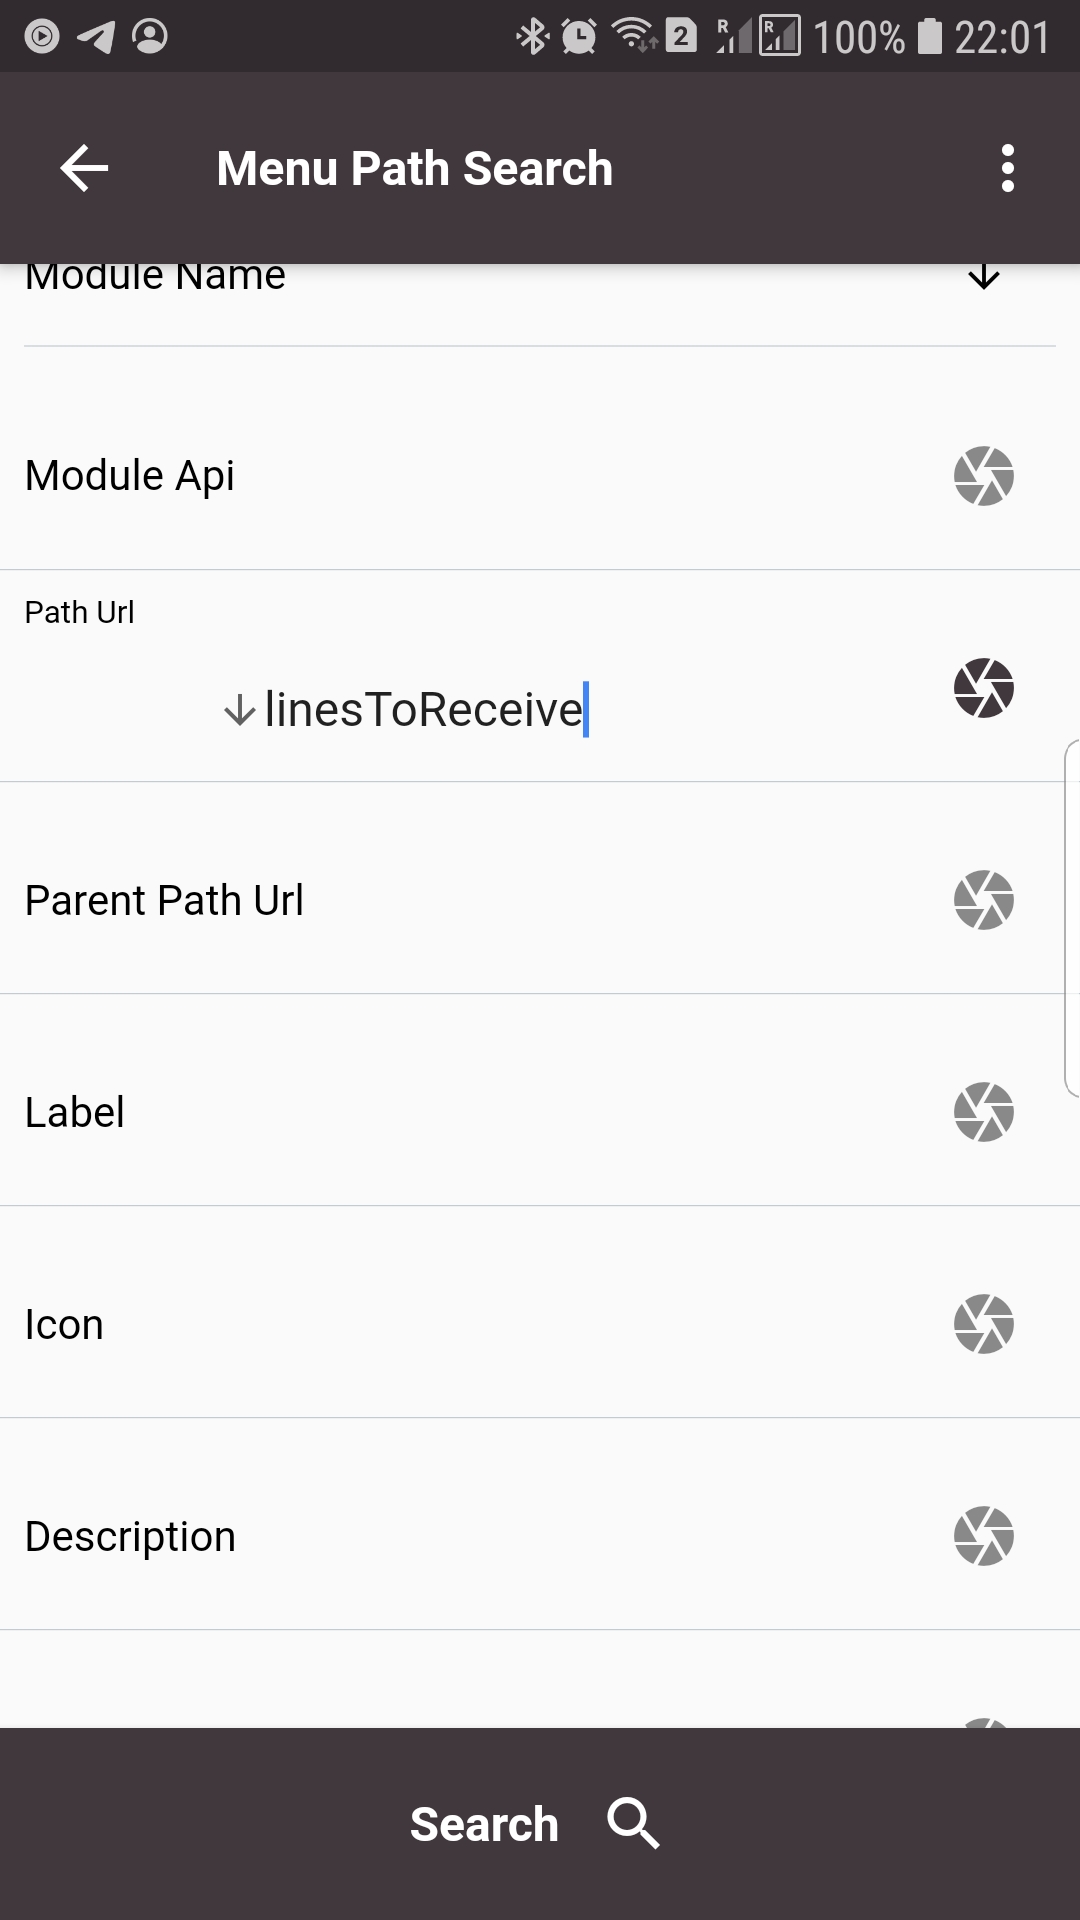 2 R R 100% 22:01
Menu Path Search
Module Name
Module Api
Path Url
linesToReceive
Parent Path Url
Label
Icon
Description
Search